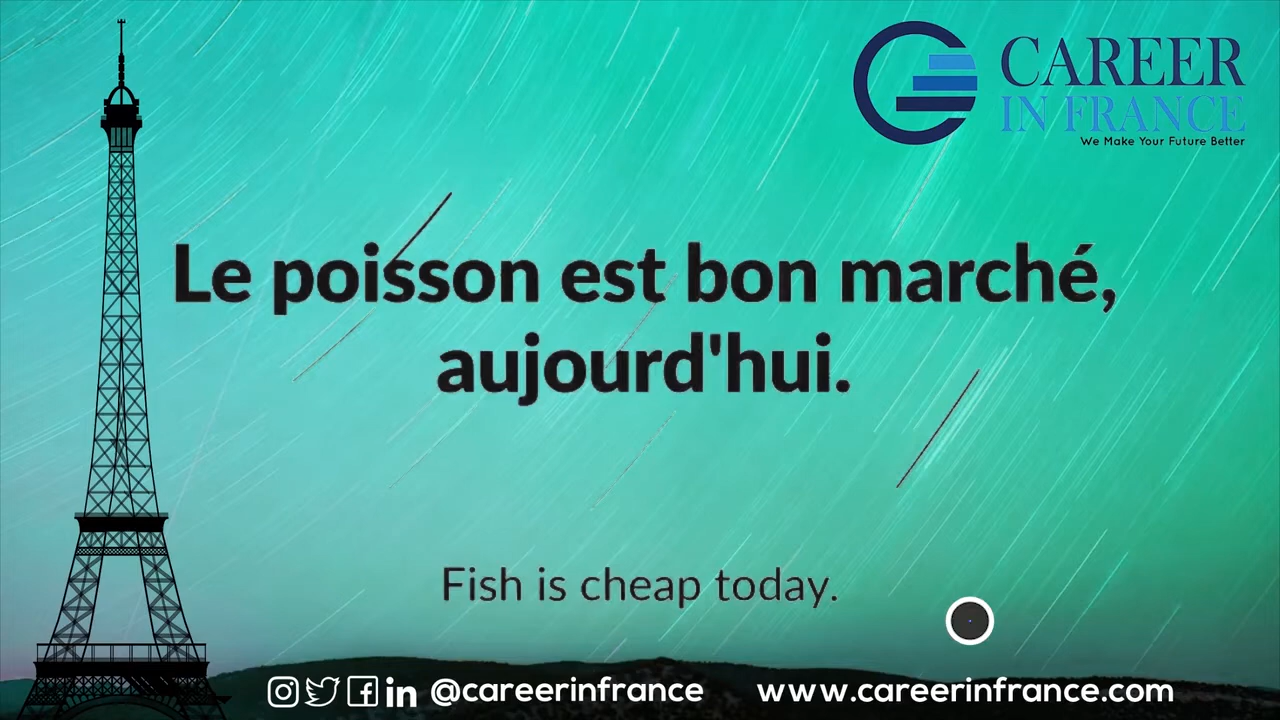 CAREER
IN FRANCE
We Make Your Future Better
Le poisson est bon marché,
aujourd'hui.
Fish is cheap today.
@careerinfrance www.careerinfrance.com